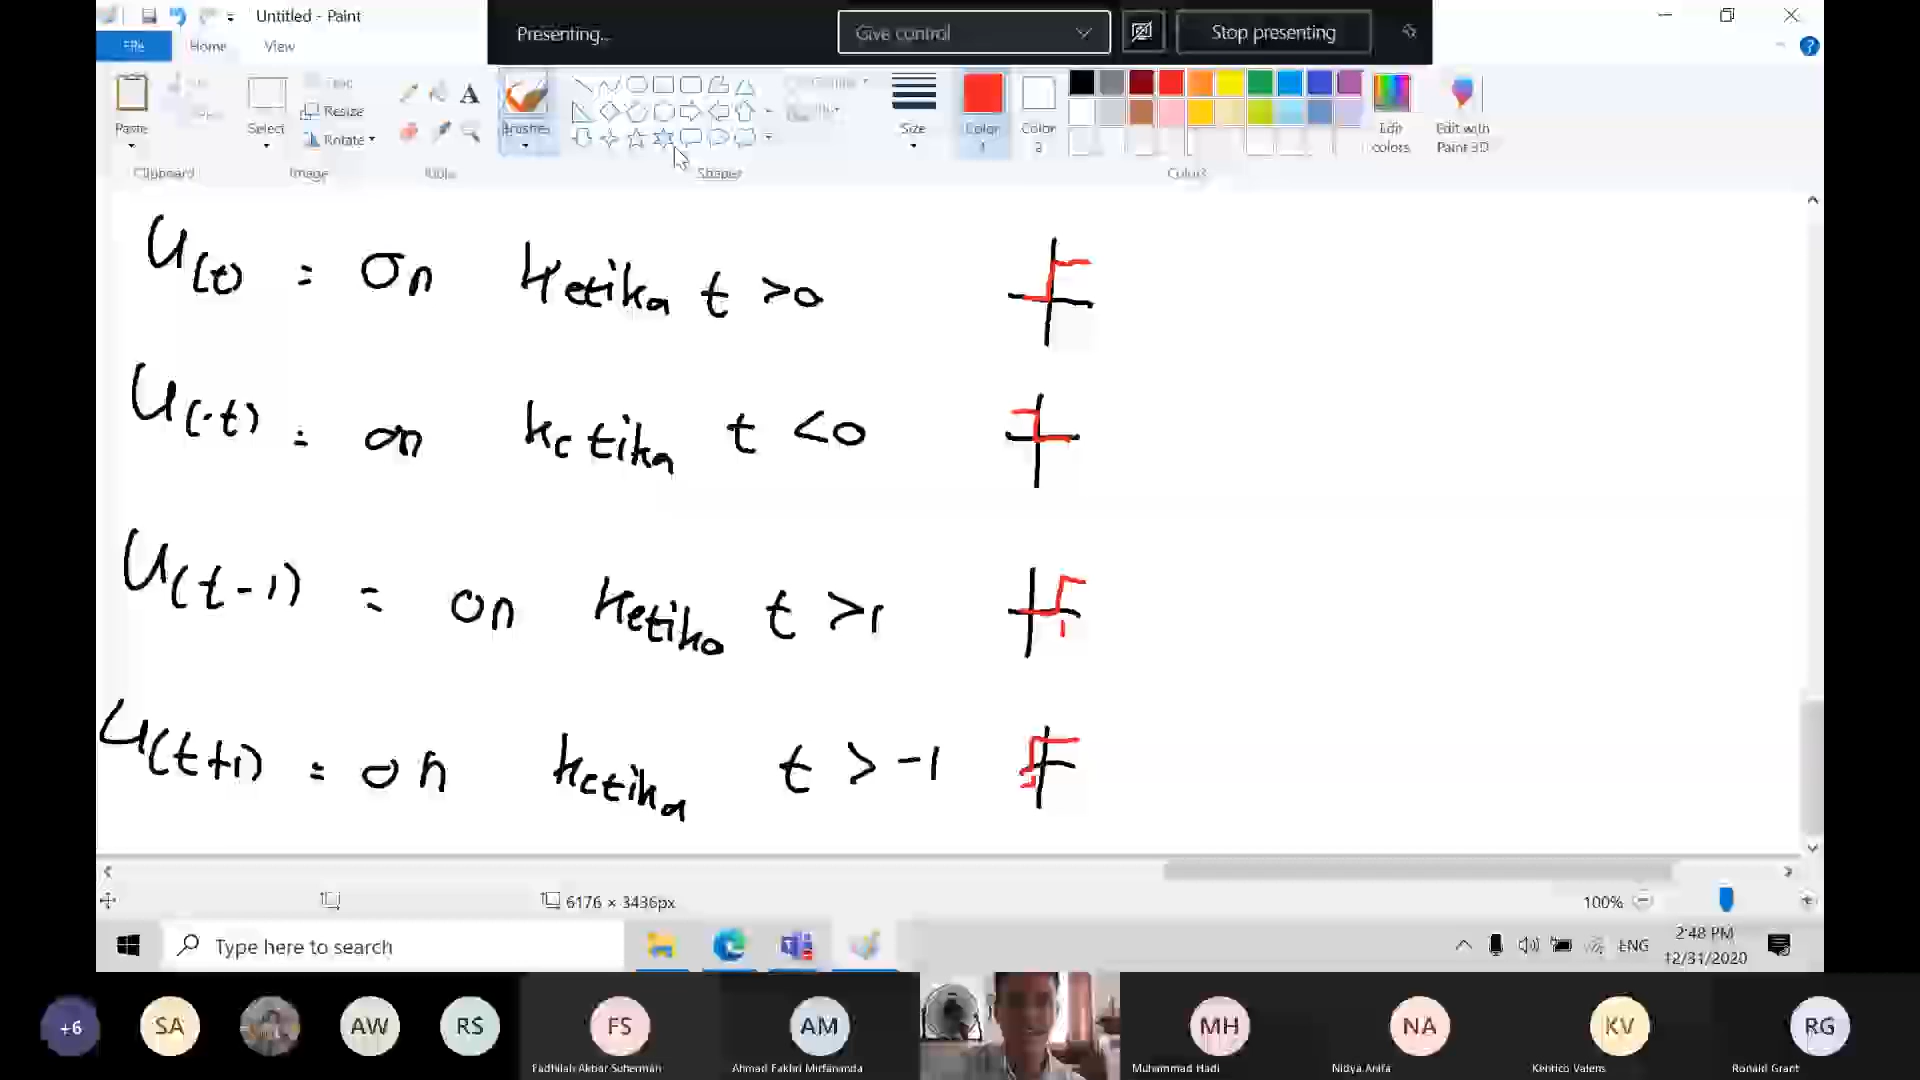 Untitled - Paint
Presenting...
Give control
Stop presenting
File
Home
View
Paste
Select
Resize
Rotate
A
Brushes
Size
Color
1
Color
2
Edit
colors
Edit with
Paint 3D
Clipboard
Image
Tools
Shapes
Colors
U(t) = on ketika t >0
U(-t) = on ketika t <0
U(t-1) = on ketika t >1
1
U(t+1) = on ketika t > -1
6176 × 3436px
100%
Type here to search
ENG
2:48 PM
12/31/2020
+6
SA
AW
RS
FS
AM
MH
NA
KV
RG
Fadhilah Akbar Suherman
Ahmad Fakhri Mirfananda
Muhammad Hadi
Nidya Anifa
Kenrico Valens
Ronald Grant